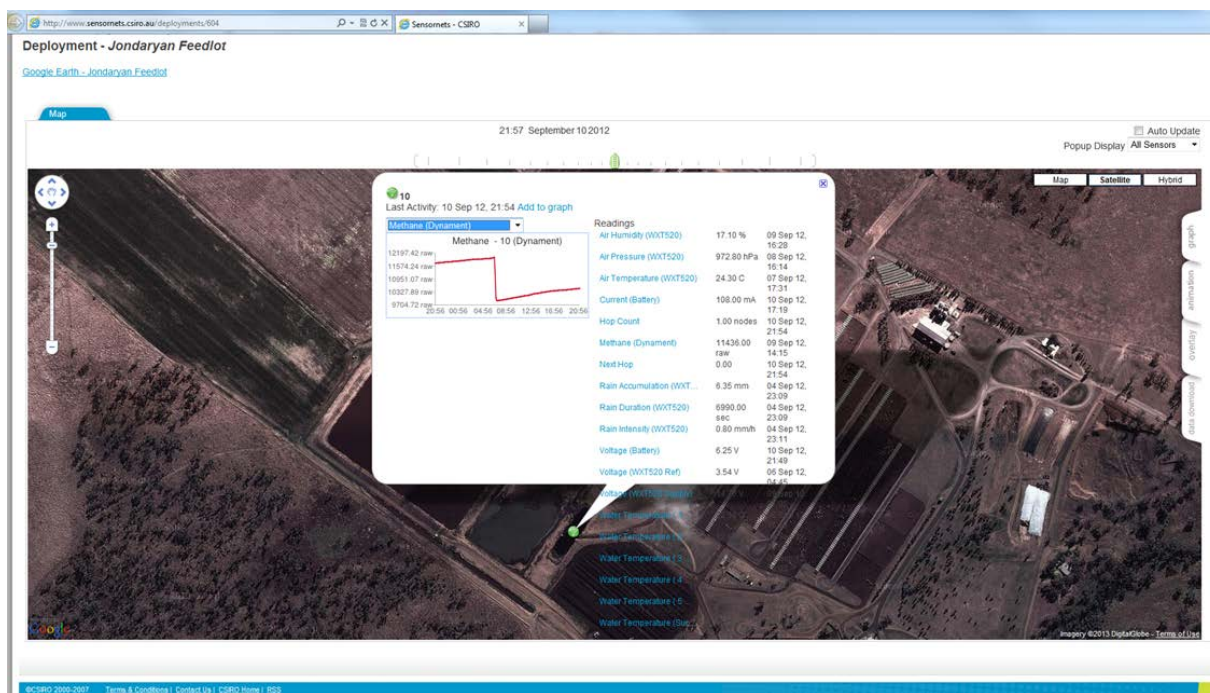 http://www.sensornets.csiro.au/deployments/604
Sensornets - CSIRO
Deployment - Jondaryan Feedlot
Google Earth - Jondaryan Feedlot
Map
21:57 September 10 2012
Auto Update
Popup Display All Sensors
Map Satellite Hybrid
10
Last Activity: 10 Sep 12, 21:54 Add to graph
Methane (Dynament)
Methane - 10 (Dynament)
12197.42 raw
11574.24 raw
10951.07 raw
10327.89 raw
9704.72 raw
20:56 00:56 04:56 08:56 12:56 16:56 20:56
Readings
Air Humidity (WXT520) 17.10 % 09 Sep 12, 16:28
Air Pressure (WXT520) 972.80 hPa 08 Sep 12, 16:14
Air Temperature (WXT520) 24.30 C 07 Sep 12, 17:31
Current (Battery) 108.00 mA 10 Sep 12, 17:19
Hop Count 1.00 nodes 10 Sep 12, 21:54
Methane (Dynament) 11436.00 raw 09 Sep 12, 14:15
Next Hop 0.00 10 Sep 12, 21:54
Rain Accumulation (WXT... 6.35 mm 04 Sep 12, 23:09
Rain Duration (WXT520) 6990.00 sec 04 Sep 12, 23:09
Rain Intensity (WXT520) 0.80 mm/h 04 Sep 12, 23:11
Voltage (Battery) 6.25 V 10 Sep 12, 21:49
Voltage (WXT520 Ref) 3.54 V 06 Sep 12, 04:45
Voltage (WXT520
Water Temperature
Water Temperature
Water Temperature (-3
Water Temperature (-4
Water Temperature (-5
Water Temperature (Sur...
graph
animation
overlay
data download
Google
Imagery ©2013 DigitalGlobe - Terms of Use
©CSIRO 2000-2007 Terms & Conditions | Contact Us | CSIRO Home | RSS